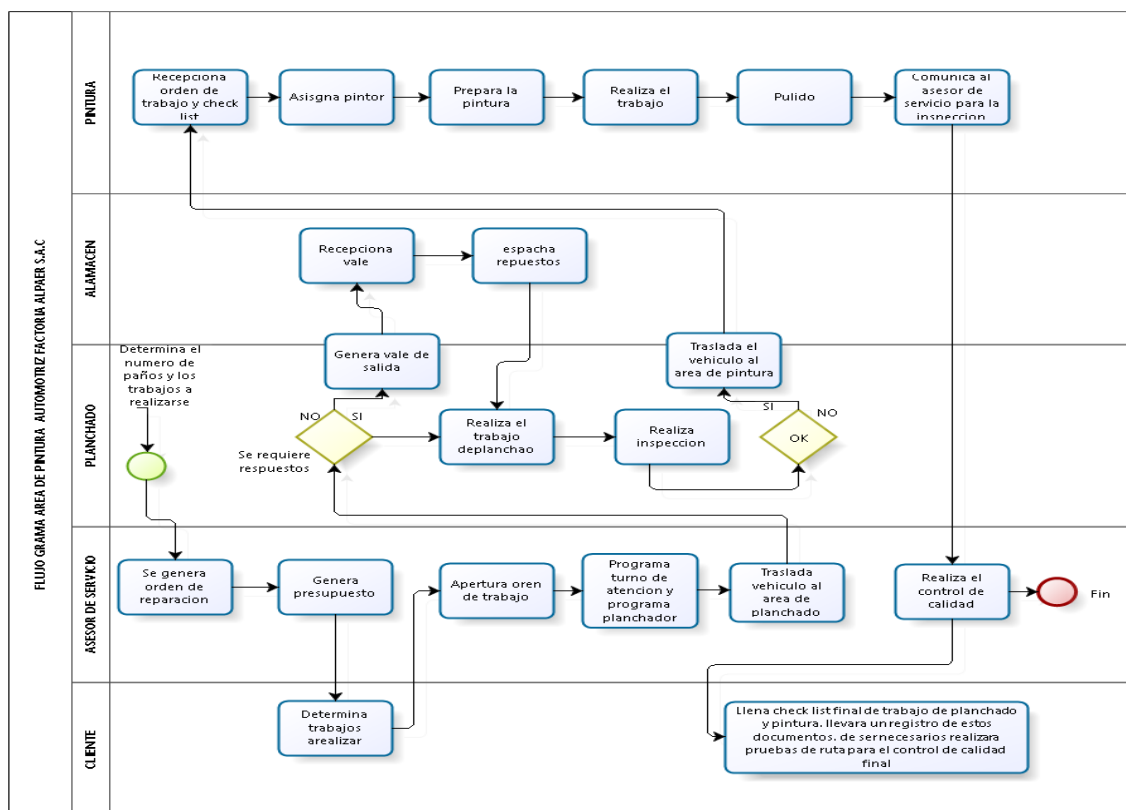 FLUJO GRAMA AREA DE PINTURA AUTOMOTRIZ FACTORIA ALPAER S.A.C
PINTURA
Recepciona
orden de
trabajo y check
list
Asisgna pintor
Prepara la
pintura
Realiza el
trabajo
Pulido
Comunica al
asesor de
servicio para la
inspeccion
ALAMACEN
Recepciona
vale
espacha
repuestos
PLANCHADO
Determina el
numero de
paños y los
trabajos a
realizarse
Genera vale de
salida
Traslada el
vehiculo al
area de pintura
NO
SI
Se requiere
respuestos
Realiza el
trabajo
deplanchao
Realiza
inspeccion
SI
NO
OK
ASESOR DE SERVICIO
Se genera
orden de
reparacion
Genera
presupuesto
Apertura oren
de trabajo
Programa
turno de
atencion y
programa
planchador
Traslada
vehiculo al
area de
planchado
Realiza el
control de
calidad
Fin
CLIENTE
Determina
trabajos
arealizar
Llena check list final de trabajo de planchado
y pintura. llevara un registro de estos
documentos. de sernecesarios realizara
pruebas de ruta para el control de calidad
final